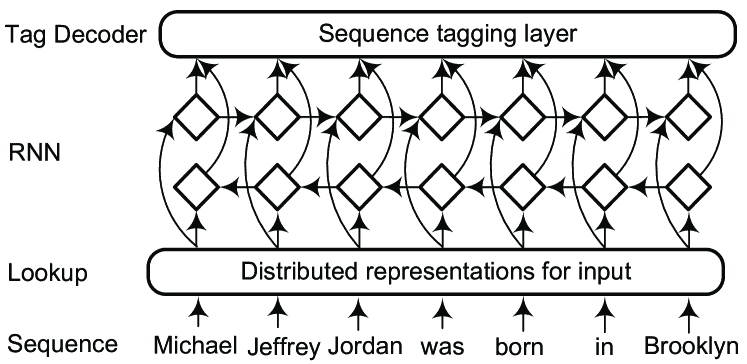 Tag Decoder Sequence tagging layer
RNN
Lookup Distributed representations for input
Sequence Michael Jeffrey Jordan was born in Brooklyn